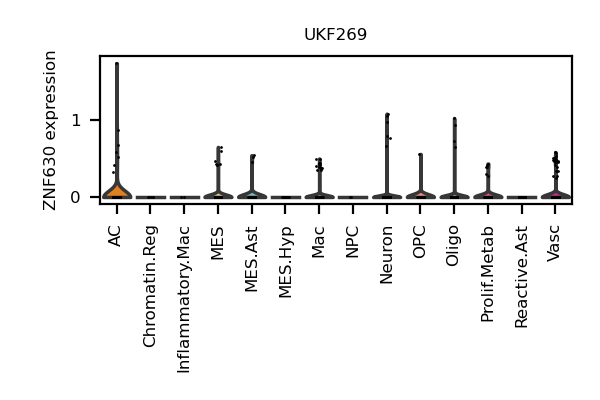 UKF269
ZNF630 expression
1
0
AC
Chromatin.Reg
Inflammatory.Mac
MES
MES.Ast
MES.Hyp
Mac
NPC
Neuron
OPC
Oligo
Prolif.Metab
Reactive.Ast
Vasc